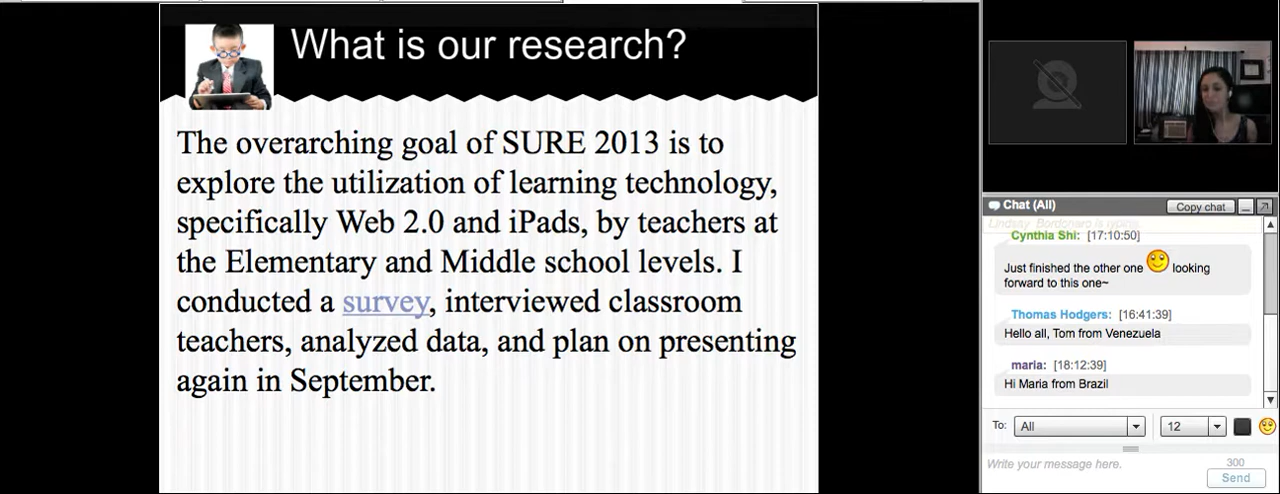 What is our research?
The overarching goal of SURE 2013 is to
explore the utilization of learning technology,
specifically Web 2.0 and iPads, by teachers at
the Elementary and Middle school levels. I
conducted a survey, interviewed classroom
teachers, analyzed data, and plan on presenting
again in September.
Chat (All)
Copy chat
Cynthia Shi: [17:10:50]
Just finished the other one looking
forward to this one~
Thomas Hodgers: [16:41:39]
Hello all, Tom from Venezuela
maria: [18:12:39]
Hi Maria from Brazil
To: All 12
Write your message here.
300
Send